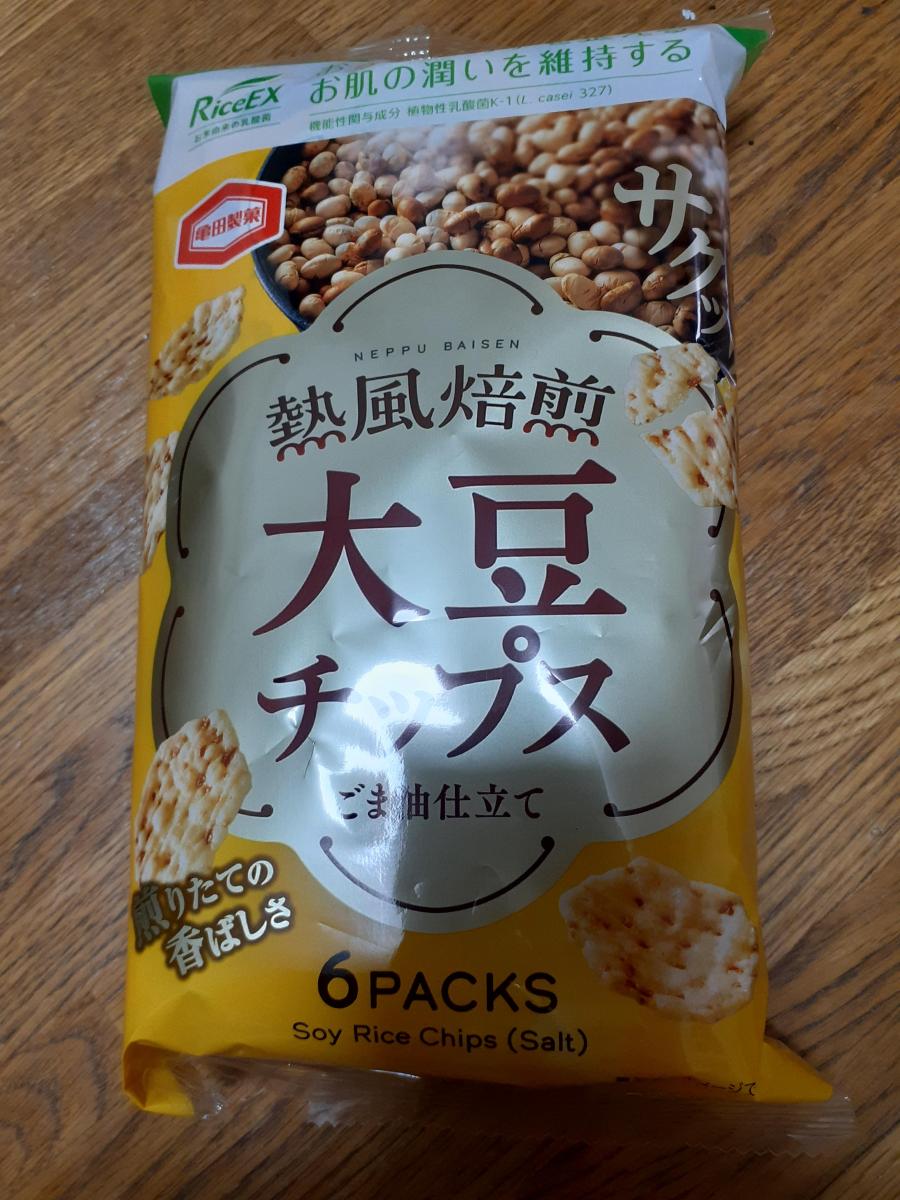 RiceEX
お米由来の乳酸菌
お肌の潤いを維持する
機能性関与成分 植物性乳酸菌K-1(L. casei 327)
亀田製菓
サクッ
NEPPU BAISEN
熱風焙煎
大豆
チップス
ごま油仕立て
煎りたての
香ばしさ
6 PACKS
Soy Rice Chips (Salt)